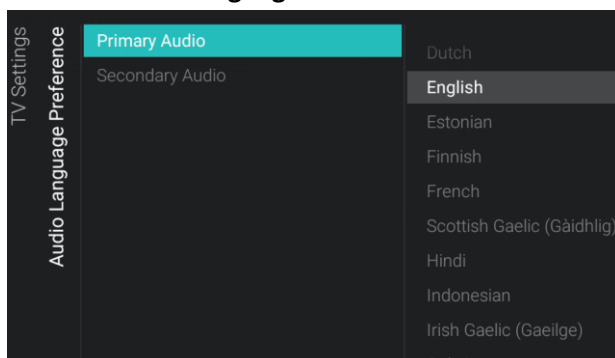 TV Settings
Audio Language Preference
Primary Audio
Secondary Audio
Dutch
English
Estonian
Finnish
French
Scottish Gaelic (Gàidhlig)
Hindi
Indonesian
Irish Gaelic (Gaeilge)